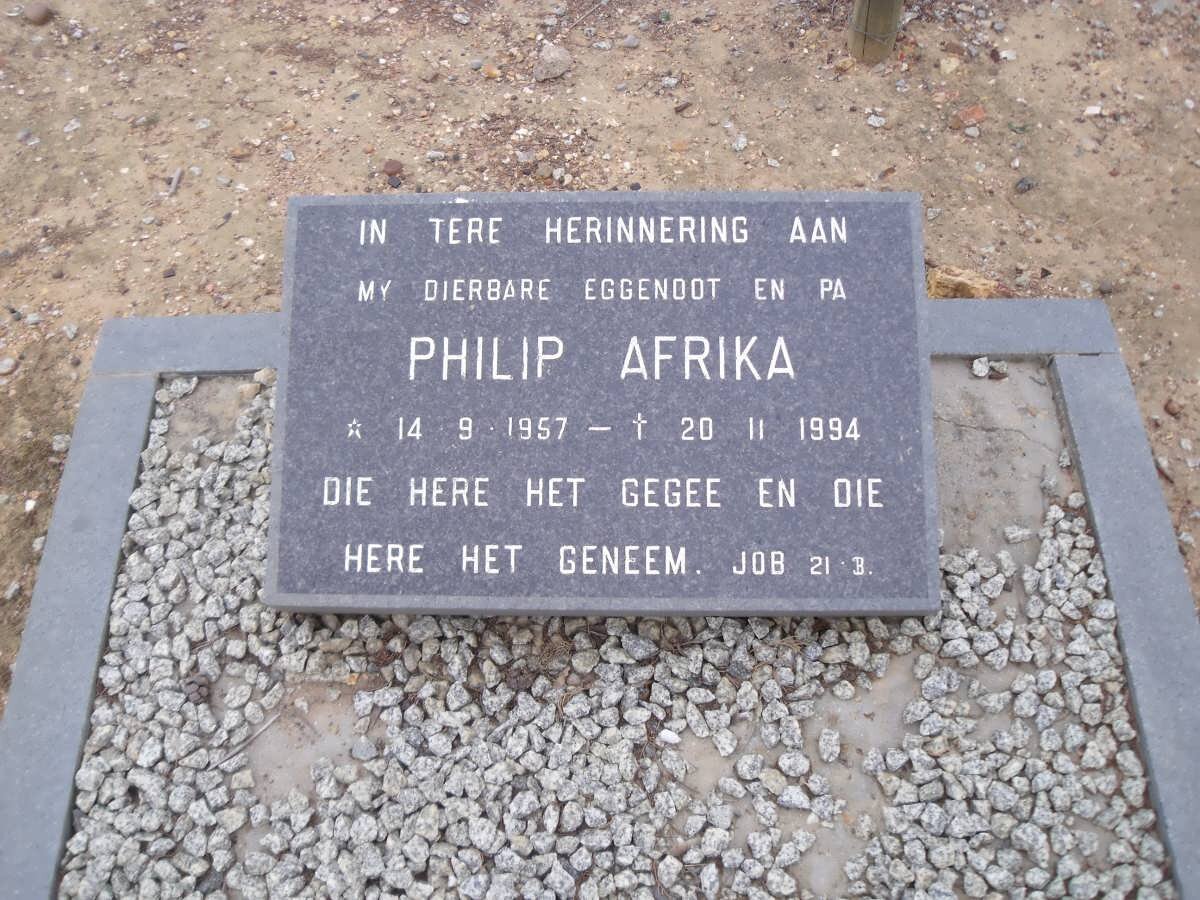 IN TERE HERINNERING AAN
MY DIERBARE EGGENOOT EN PA
PHILIP AFRIKA
☆ 14 · 9 · 1957 – † 20 11 1994
DIE HERE HET GEGEE EN DIE
HERE HET GENEEM. JOB 21 ·